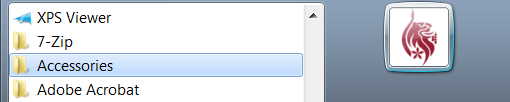 XPS Viewer
7-Zip
Accessories
Adobe Acrobat